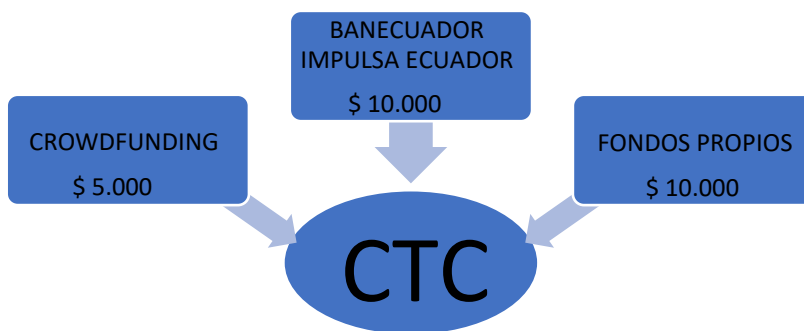 BANECUADOR
IMPULSA ECUADOR
$ 10.000
CROWDFUNDING
$ 5.000
FONDOS PROPIOS
$ 10.000
CTC